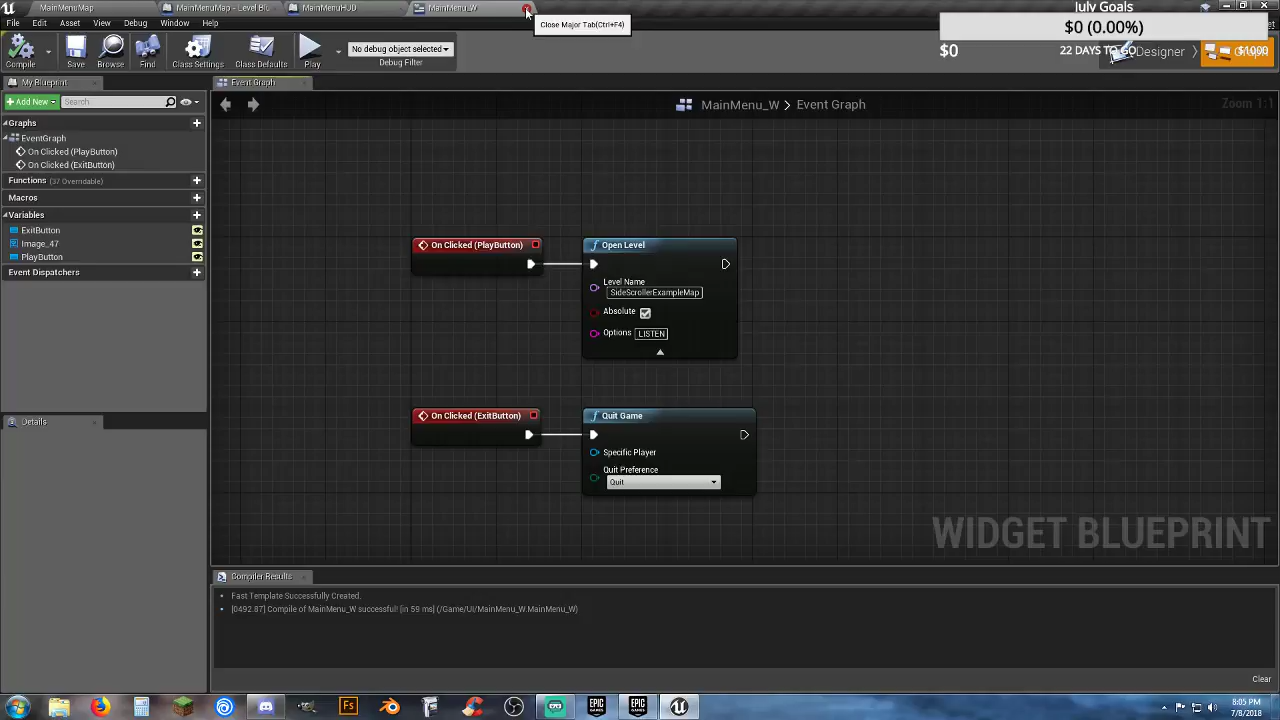 MainMenuMap
MainMenuMap - Level Blu
MainMenuHUD
MainMenu_W
Close Major Tab(Ctrl+F4)
July Goals
$0 (0.00%)
$0
22 DAYS TO GO
$1000
File
Edit
Asset
View
Debug
Window
Help
Compile
Save
Browse
Find
Class Settings
Class Defaults
Play
No debug object selected
Debug Filter
Designer
My Blueprint
Event Graph
+Add New
Search
MainMenu_W > Event Graph
Zoom 1:1
Graphs
EventGraph
On Clicked (PlayButton)
On Clicked (ExitButton)
Functions (37 Overridable)
Macros
Variables
ExitButton
Image_47
PlayButton
Event Dispatchers
Details
On Clicked (PlayButton)
Open Level
Level Name
SideScrollerExampleMap
Absolute
Options LISTEN
On Clicked (ExitButton)
Quit Game
Specific Player
Quit Preference
Quit
WIDGET BLUEPRINT
Compiler Results
Fast Template Successfully Created.
[0492.87] Compile of MainMenu_W successful! [in 59 ms] (/Game/UI/MainMenu_W.MainMenu_W)
Clear
Fs
EPIC GAMES
EPIC GAMES
8:05 PM
7/9/2018